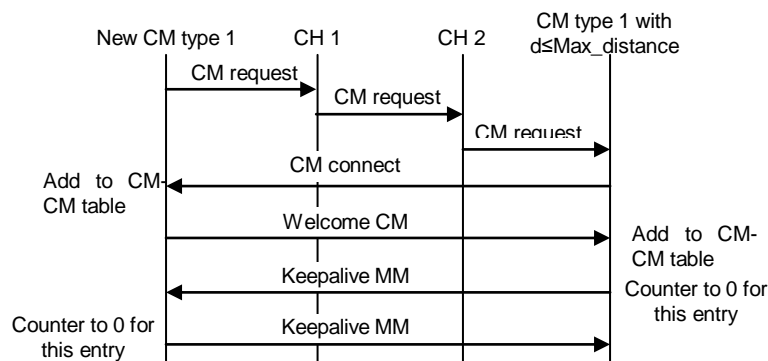 New CM type 1
CH 1
CH 2
CM type 1 with
d≤Max_distance
CM request
CM request
CM request
CM connect
Add to CM-
CM table
Welcome CM
Add to CM-
CM table
Keepalive MM
Counter to 0 for
this entry
Counter to 0 for
this entry
Keepalive MM